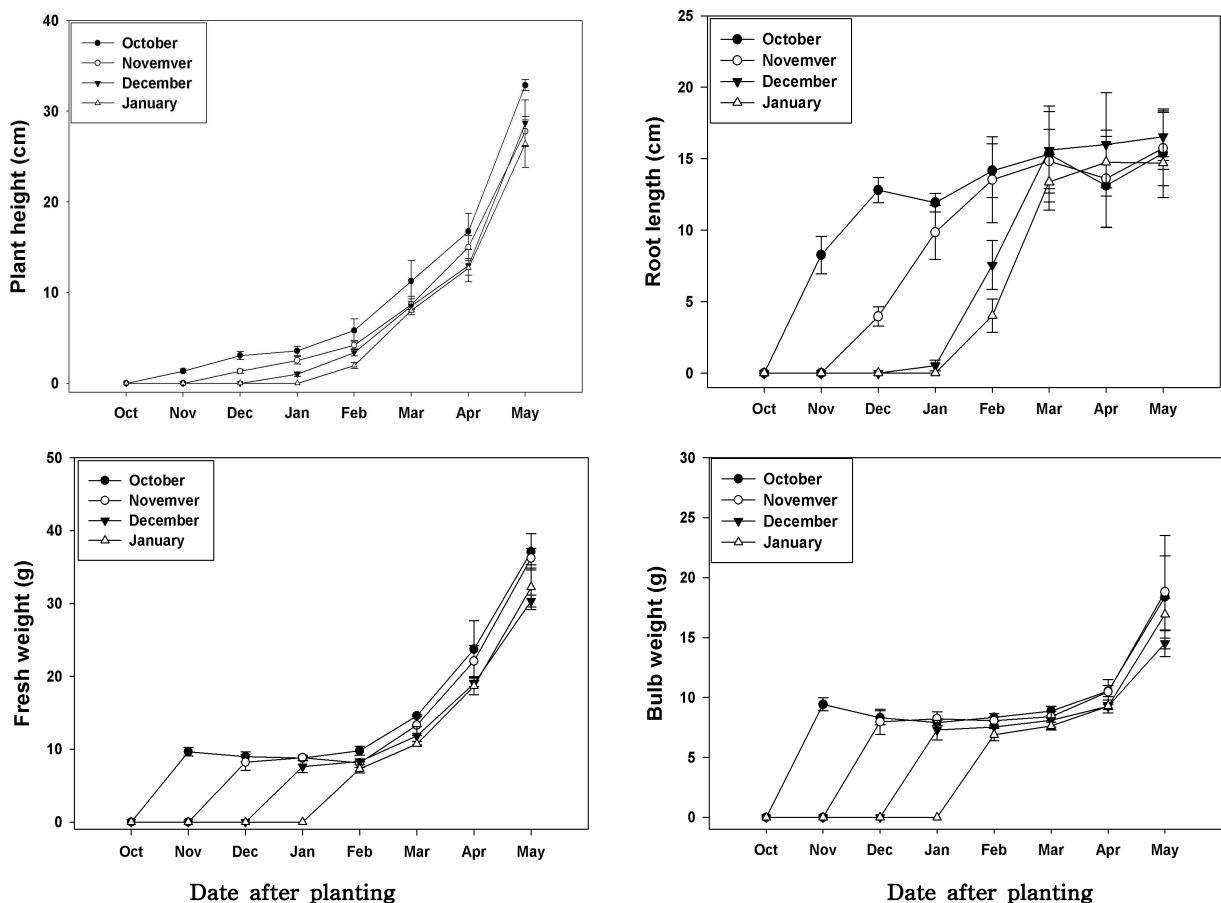 Plant height (cm)
40
30
20
10
0
October
Novemver
December
January
Oct Nov Dec Jan Feb Mar Apr May
Root length (cm)
25
20
15
10
5
0
October
Novemver
December
January
Oct Nov Dec Jan Feb Mar Apr May
Fresh weight (g)
50
40
30
20
10
0
October
Novemver
December
January
Oct Nov Dec Jan Feb Mar Apr May
Date after planting
Bulb weight (g)
30
25
20
15
10
5
0
October
Novemver
December
January
Oct Nov Dec Jan Feb Mar Apr May
Date after planting